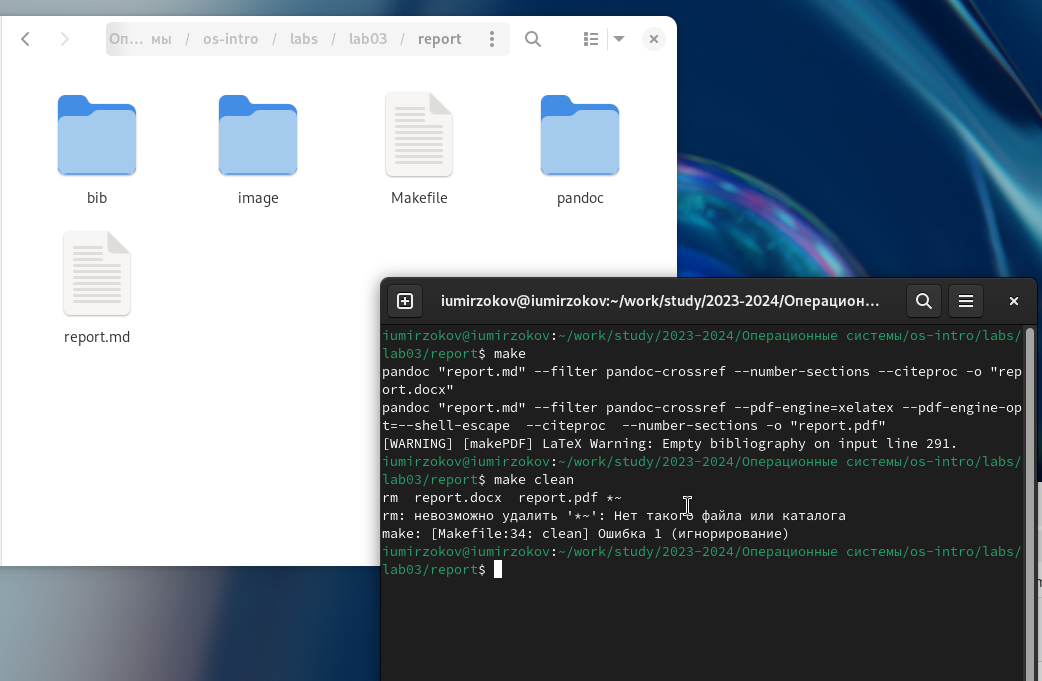 Оп... мы / os-intro / labs / lab03 / report
bib image Makefile pandoc
report.md
iumirzokov@iumirzokov:~/work/study/2023-2024/Операцион...
iumirzokov@iumirzokov:~/work/study/2023-2024/Операционные системы/os-intro/labs/
lab03/report$ make
pandoc "report.md" --filter pandoc-crossref --number-sections --citeproc -o "rep
ort.docx"
pandoc "report.md" --filter pandoc-crossref --pdf-engine=xelatex --pdf-engine-op
t=--shell-escape  --citeproc  --number-sections -o "report.pdf"
[WARNING] [makePDF] LaTeX Warning: Empty bibliography on input line 291.
iumirzokov@iumirzokov:~/work/study/2023-2024/Операционные системы/os-intro/labs/
lab03/report$ make clean
rm  report.docx  report.pdf *~
rm: невозможно удалить '*~': Нет такого файла или каталога
make: [Makefile:34: clean] Ошибка 1 (игнорирование)
iumirzokov@iumirzokov:~/work/study/2023-2024/Операционные системы/os-intro/labs/
lab03/report$